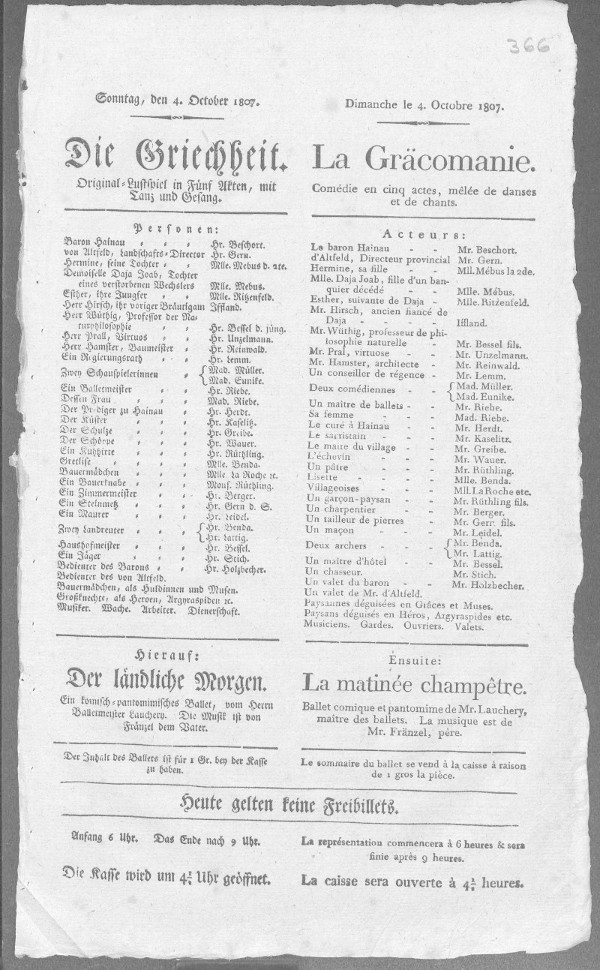 366
Sonntag, den 4. October 1807.
Die Griechheit.
Original-Lustspiel in Fünf Akten, mit
Tanz und Gesang.
Personen:
Baron Hainau - - - Hr. Beschort.
von Altfeld, Landschafts-Director Hr. Gern.
Hermine, seine Tochter - - Mlle. Mebus d. 2te.
Demoiselle Daja Joab, Tochter
eines verstorbenen Wechslers Mlle. Mebus.
Esther, ihre Jungfer - - Mlle. Ritzenfeld.
Herr Hirsch, ihr voriger Bräutigam Iffland.
Herr Wüthig, Professor der Na-
turphilosophie - - Hr. Bessel d. jüng.
Herr Prall, Virtuos - - Hr. Unzelmann.
Herr Hamster, Baumeister - - Hr. Reinwald.
Ein Regierungsrath - - Hr. Lemm.
Zwey Schauspielerinnen - { Mad. Müller.
Mad. Eunike.
Ein Balletmeister - - Hr. Riebe.
Dessen Frau - - - Mad. Riebe.
Der Prediger zu Hainau - - Hr. Herdt.
Der Küster - - - Hr. Kaselitz.
Der Schulze - - - Hr. Greibe.
Der Schöppe - - - Hr. Wauer.
Ein Kuhhirte - - - Hr. Rüthling.
Gretlise - - - Mlle. Benda.
Bauermädchen - - - Mlle. La Roche ꝛc.
Ein Bauerknabe - - - Mons. Rüthling.
Ein Zimmermeister - - Hr. Berger.
Ein Steinmetz - - - Hr. Gern d. S.
Ein Maurer - - - Hr. Leidel.
Zwey Landreuter - - { Hr. Benda.
Hr. Lattig.
Haushofmeister - - Hr. Bessel.
Ein Jäger - - - Hr. Stich.
Bedienter des Barons - - Hr. Holzbecher.
Bedienter des von Altfeld.
Bauermädchen, als Huldinnen und Musen.
Großknechte, als Heroen, Argyraspiden ꝛc.
Musiker. Wache. Arbeiter. Dienerschaft.
Hierauf:
Der ländliche Morgen.
Ein komisch-pantomimisches Ballet, vom Herrn
Balletmeister Lauchery. Die Musik ist von
Fränzel dem Vater.
Der Inhalt des Ballets ist für 1 Gr. bey der Kasse
zu haben.
Dimanche le 4. Octobre 1807.
La Gräcomanie.
Comédie en cinq actes, mêlée de danses
et de chants.
Acteurs:
Le baron Hainau - - Mr. Beschort.
d'Altfeld, Directeur provincial Mr. Gern.
Hermine, sa fille - - Mll. Mébus la 2de.
Mlle. Daja Joab, fille d'un ban-
quier décédé - - Mlle. Mébus.
Esther, suivante de Daja - Mlle. Ritzenfeld.
Mr. Hirsch, ancien fiancé de
Daja - - - - Iffland.
Mr. Wüthig, professeur de phi-
losophie naturelle - Mr. Bessel fils.
Mr. Pral, virtuose - - Mr. Unzelmann.
Mr. Hamster, architecte - Mr. Reinwald.
Un conseiller de régence - Mr. Lemm.
Deux comédiennes - - { Mad. Müller.
Mad. Eunike.
Un maitre de ballets - - Mr. Riebe.
Sa femme - - Mad. Riebe.
Le curé à Hainau - - Mr. Herdt.
Le sacristain - - Mr. Kaselitz.
Le maire du village - - Mr. Greibe.
L'échevin - - Mr. Wauer.
Un pâtre - - Mr. Rüthling.
Lisette - - - Mlle. Benda.
Villageoises - - Mll. La Roche etc.
Un garçon-paysan - - Mr. Rüthling fils.
Un charpentier - - Mr. Berger.
Un tailleur de pierres - Mr. Gern fils.
Un maçon - - Mr. Leidel.
Deux archers - - { Mr. Benda.
Mr. Lattig.
Un maître d'hôtel - - Mr. Bessel.
Un chasseur. - - Mr. Stich.
Un valet du baron - - Mr. Holzbecher.
Un valet de Mr. d'Altfeld.
Paysannes déguisées en Grâces et Muses.
Paysans déguisés en Héros, Argyraspides etc.
Musiciens. Gardes. Ouvriers. Valets.
Ensuite:
La matinée champêtre.
Ballet comique et pantomime de Mr. Lauchery,
maître des ballets. La musique est de
Mr. Fränzel, père.
Le sommaire du ballet se vend à la caisse à raison
de 1 gros la pièce.
Heute gelten keine Freibillets.
Anfang 6 Uhr. Das Ende nach 9 Uhr.
Die Kasse wird um 4½ Uhr geöffnet.
La représentation commencera à 6 heures & sera
finie après 9 heures.
La caisse sera ouverte à 4½ heures.